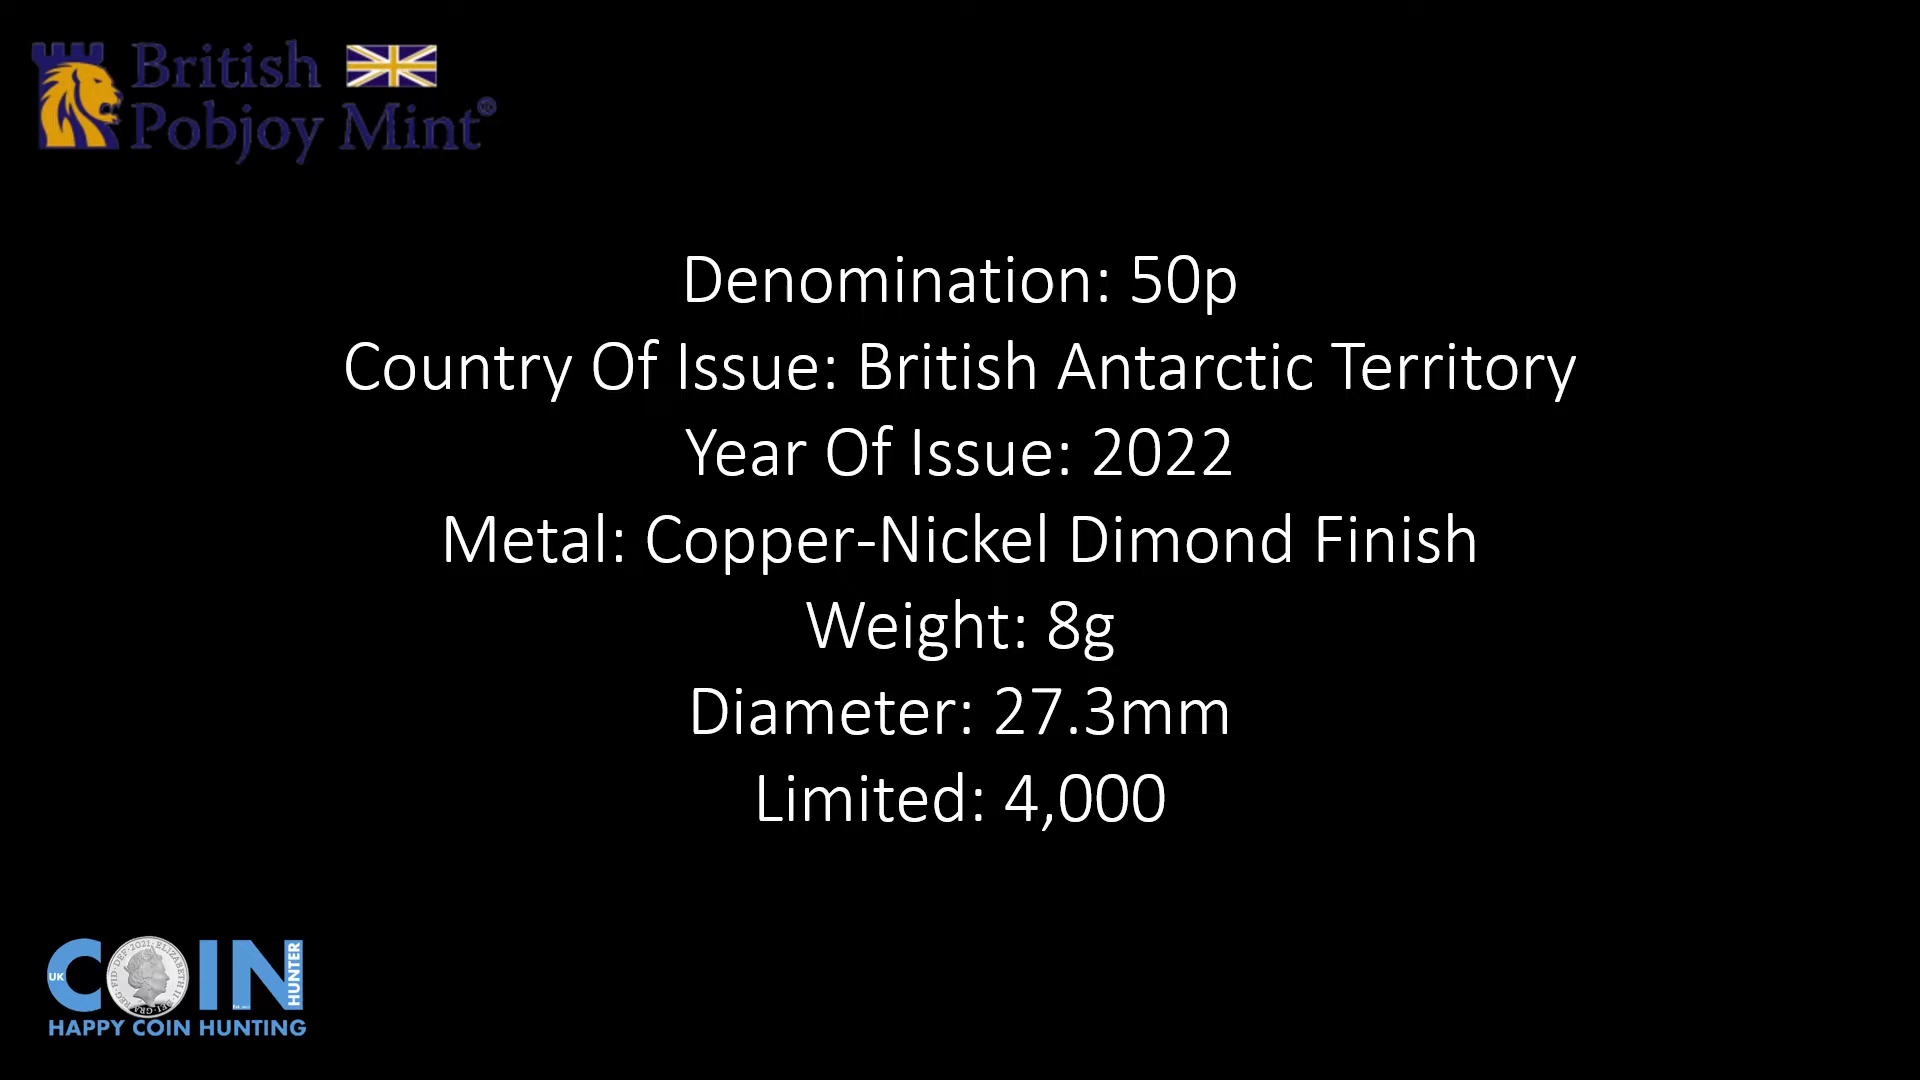 British
Pobjoy Mint®
Denomination: 50p
Country Of Issue: British Antarctic Territory
Year Of Issue: 2022
Metal: Copper-Nickel Dimond Finish
Weight: 8g
Diameter: 27.3mm
Limited: 4,000
UK
COIN
HUNTER
HAPPY COIN HUNTING